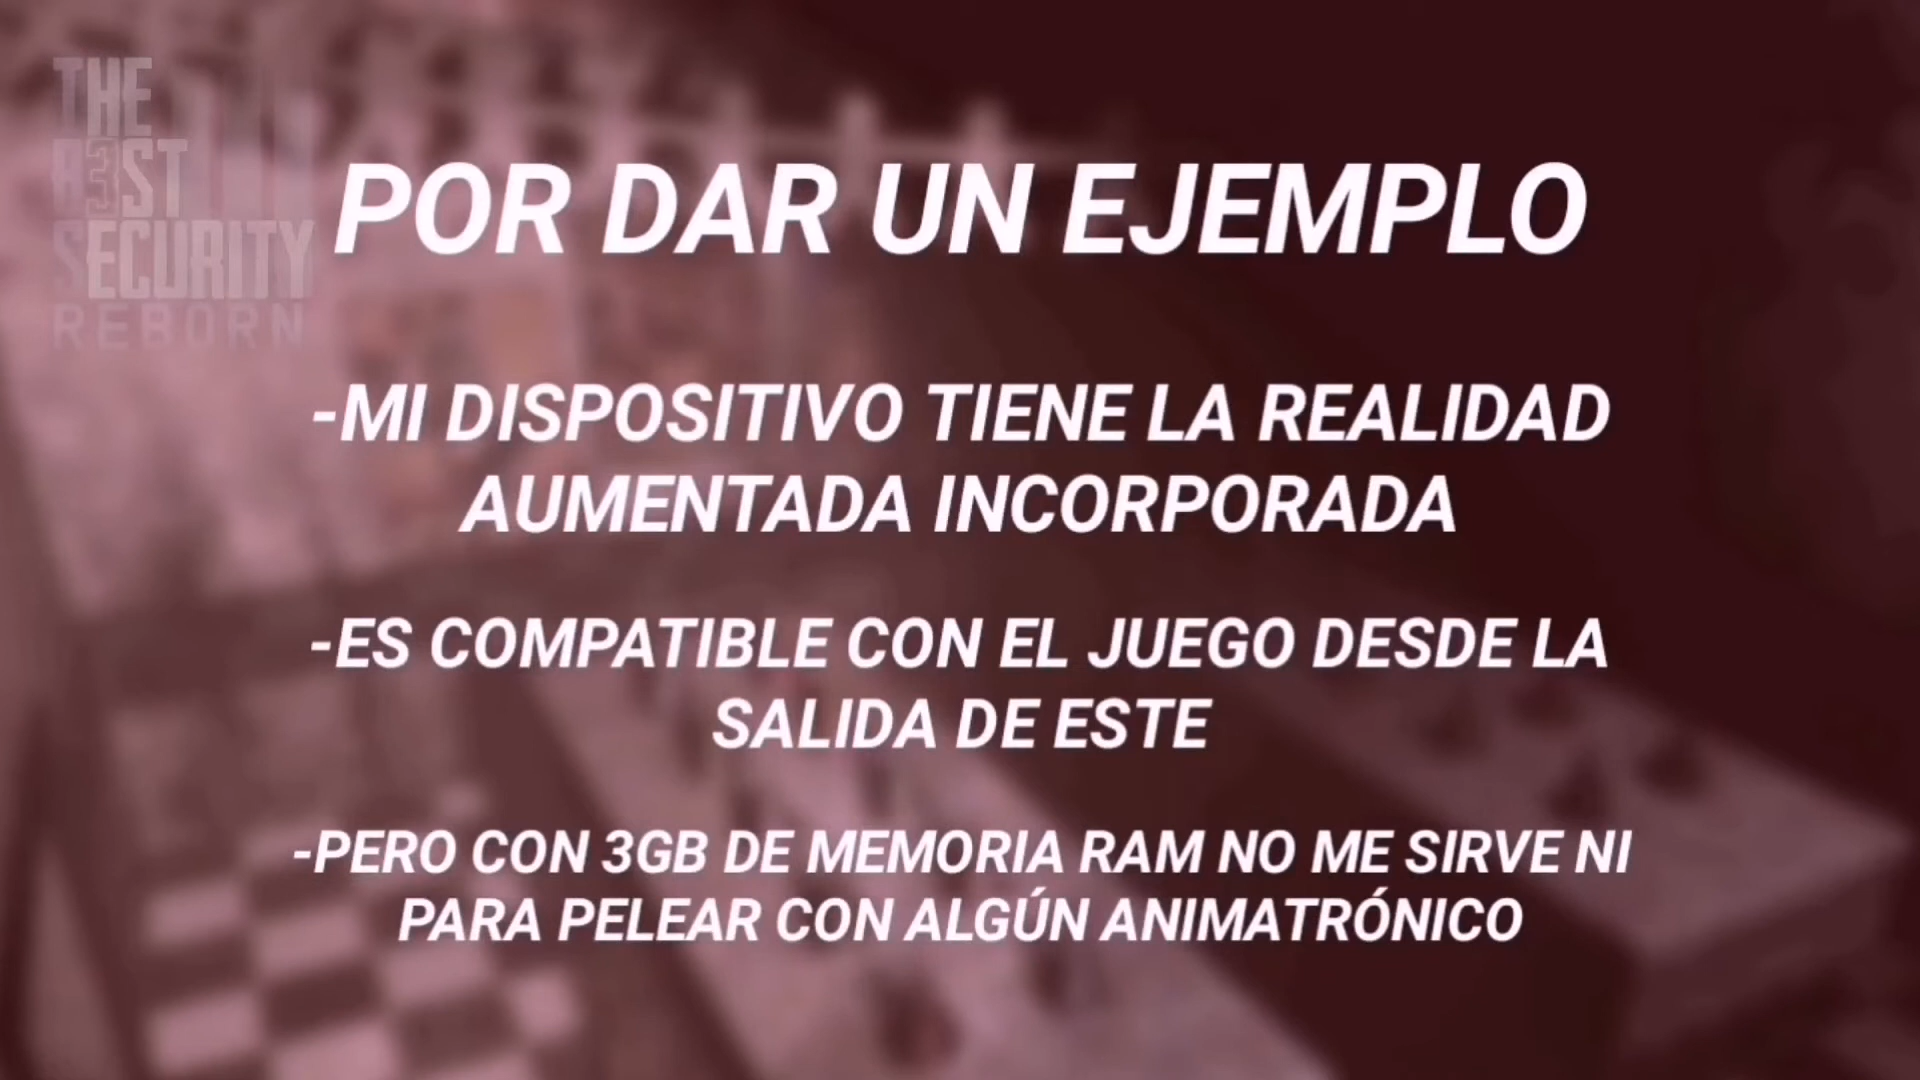 THE
B3ST
SECURITY
REBORN
POR DAR UN EJEMPLO
-MI DISPOSITIVO TIENE LA REALIDAD
AUMENTADA INCORPORADA
-ES COMPATIBLE CON EL JUEGO DESDE LA
SALIDA DE ESTE
-PERO CON 3GB DE MEMORIA RAM NO ME SIRVE NI
PARA PELEAR CON ALGÚN ANIMATRÓNICO